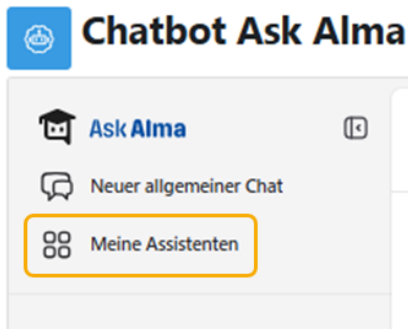 Chatbot Ask Alma
Ask Alma
Neuer allgemeiner Chat
Meine Assistenten